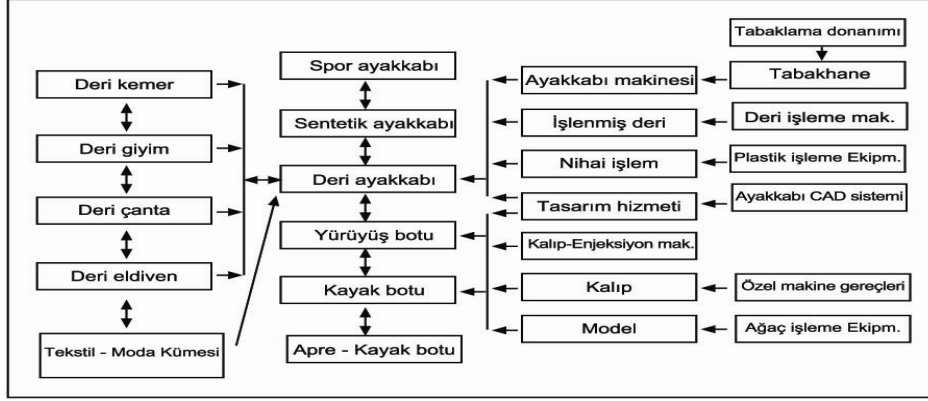 Tabaklama donanımı
Spor ayakkabı
Ayakkabı makinesi
Tabakhane
Deri kemer
Sentetik ayakkabı
İşlenmiş deri
Deri işleme mak.
Deri giyim
Deri ayakkabı
Nihai işlem
Plastik işleme Ekipm.
Deri çanta
Tasarım hizmeti
Ayakkabı CAD sistemi
Yürüyüş botu
Kalıp-Enjeksiyon mak.
Deri eldiven
Kayak botu
Kalıp
Özel makine gereçleri
Tekstil - Moda Kümesi
Apre - Kayak botu
Model
Ağaç işleme Ekipm.